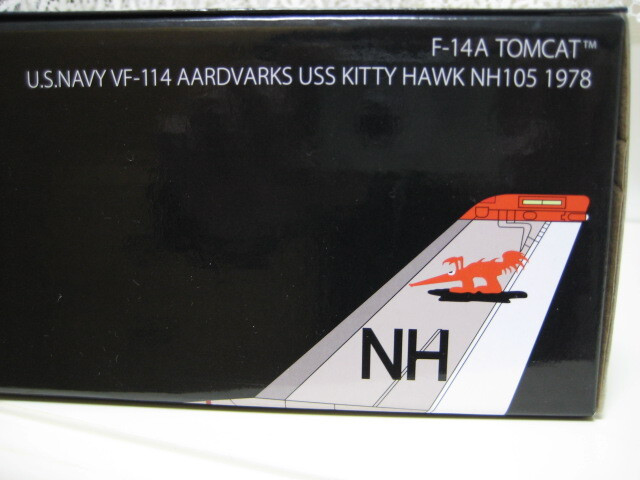 F-14A TOMCAT™
U.S.NAVY VF-114 AARDVARKS USS KITTY HAWK NH105 1978
NH